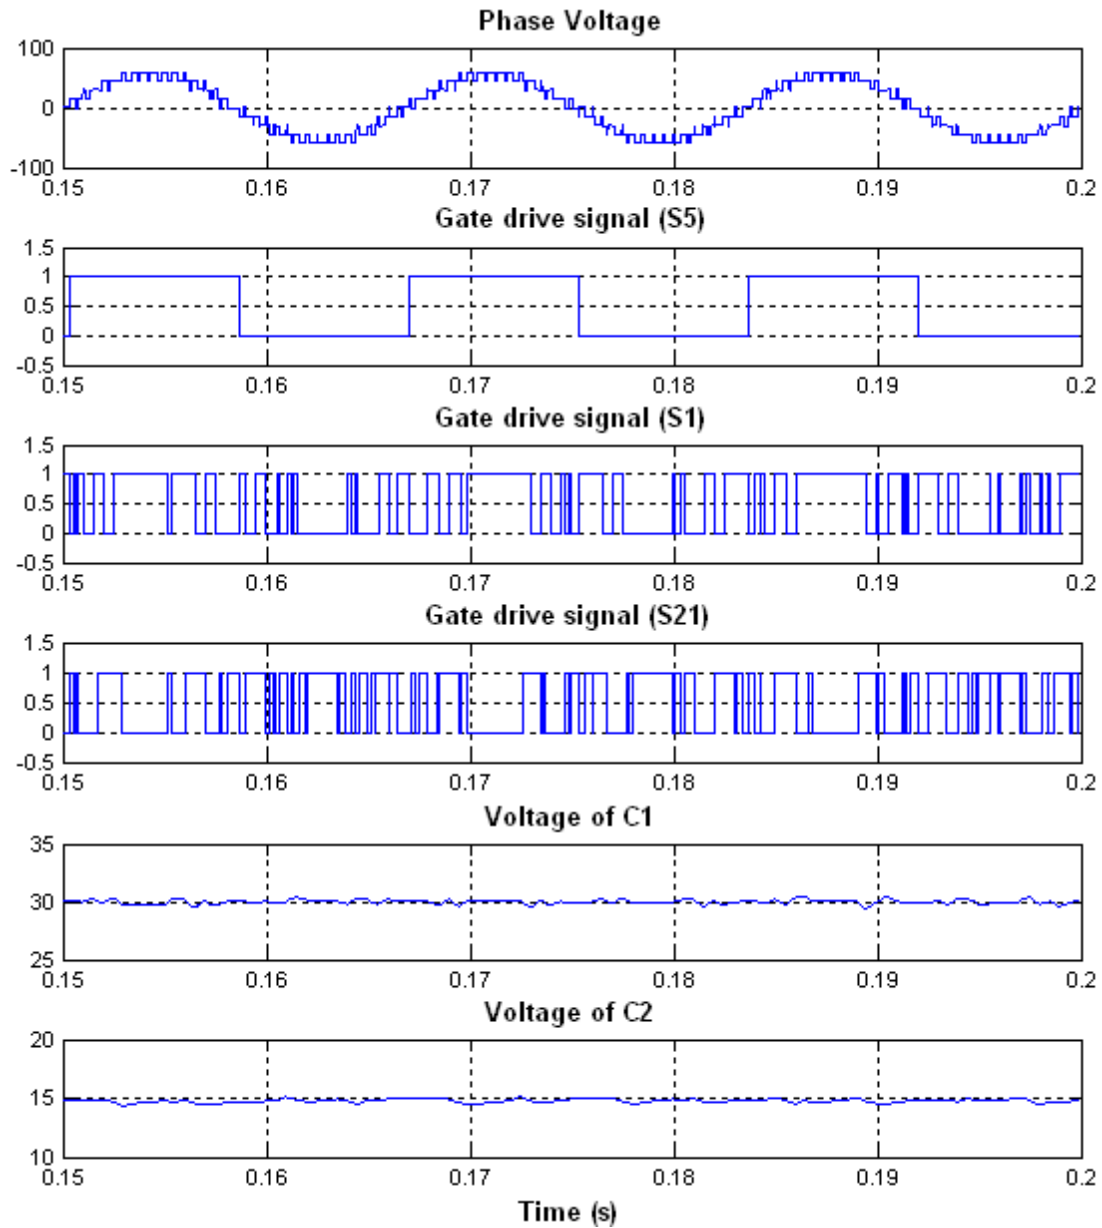 Phase Voltage
100
0
-100
0.15 0.16 0.17 0.18 0.19 0.2
Gate drive signal (S5)
1.5
1
0.5
0
-0.5
0.15 0.16 0.17 0.18 0.19 0.2
Gate drive signal (S1)
1.5
1
0.5
0
-0.5
0.15 0.16 0.17 0.18 0.19 0.2
Gate drive signal (S21)
1.5
1
0.5
0
-0.5
0.15 0.16 0.17 0.18 0.19 0.2
Voltage of C1
35
30
25
0.15 0.16 0.17 0.18 0.19 0.2
Voltage of C2
20
15
10
0.15 0.16 0.17 0.18 0.19 0.2
Time (s)